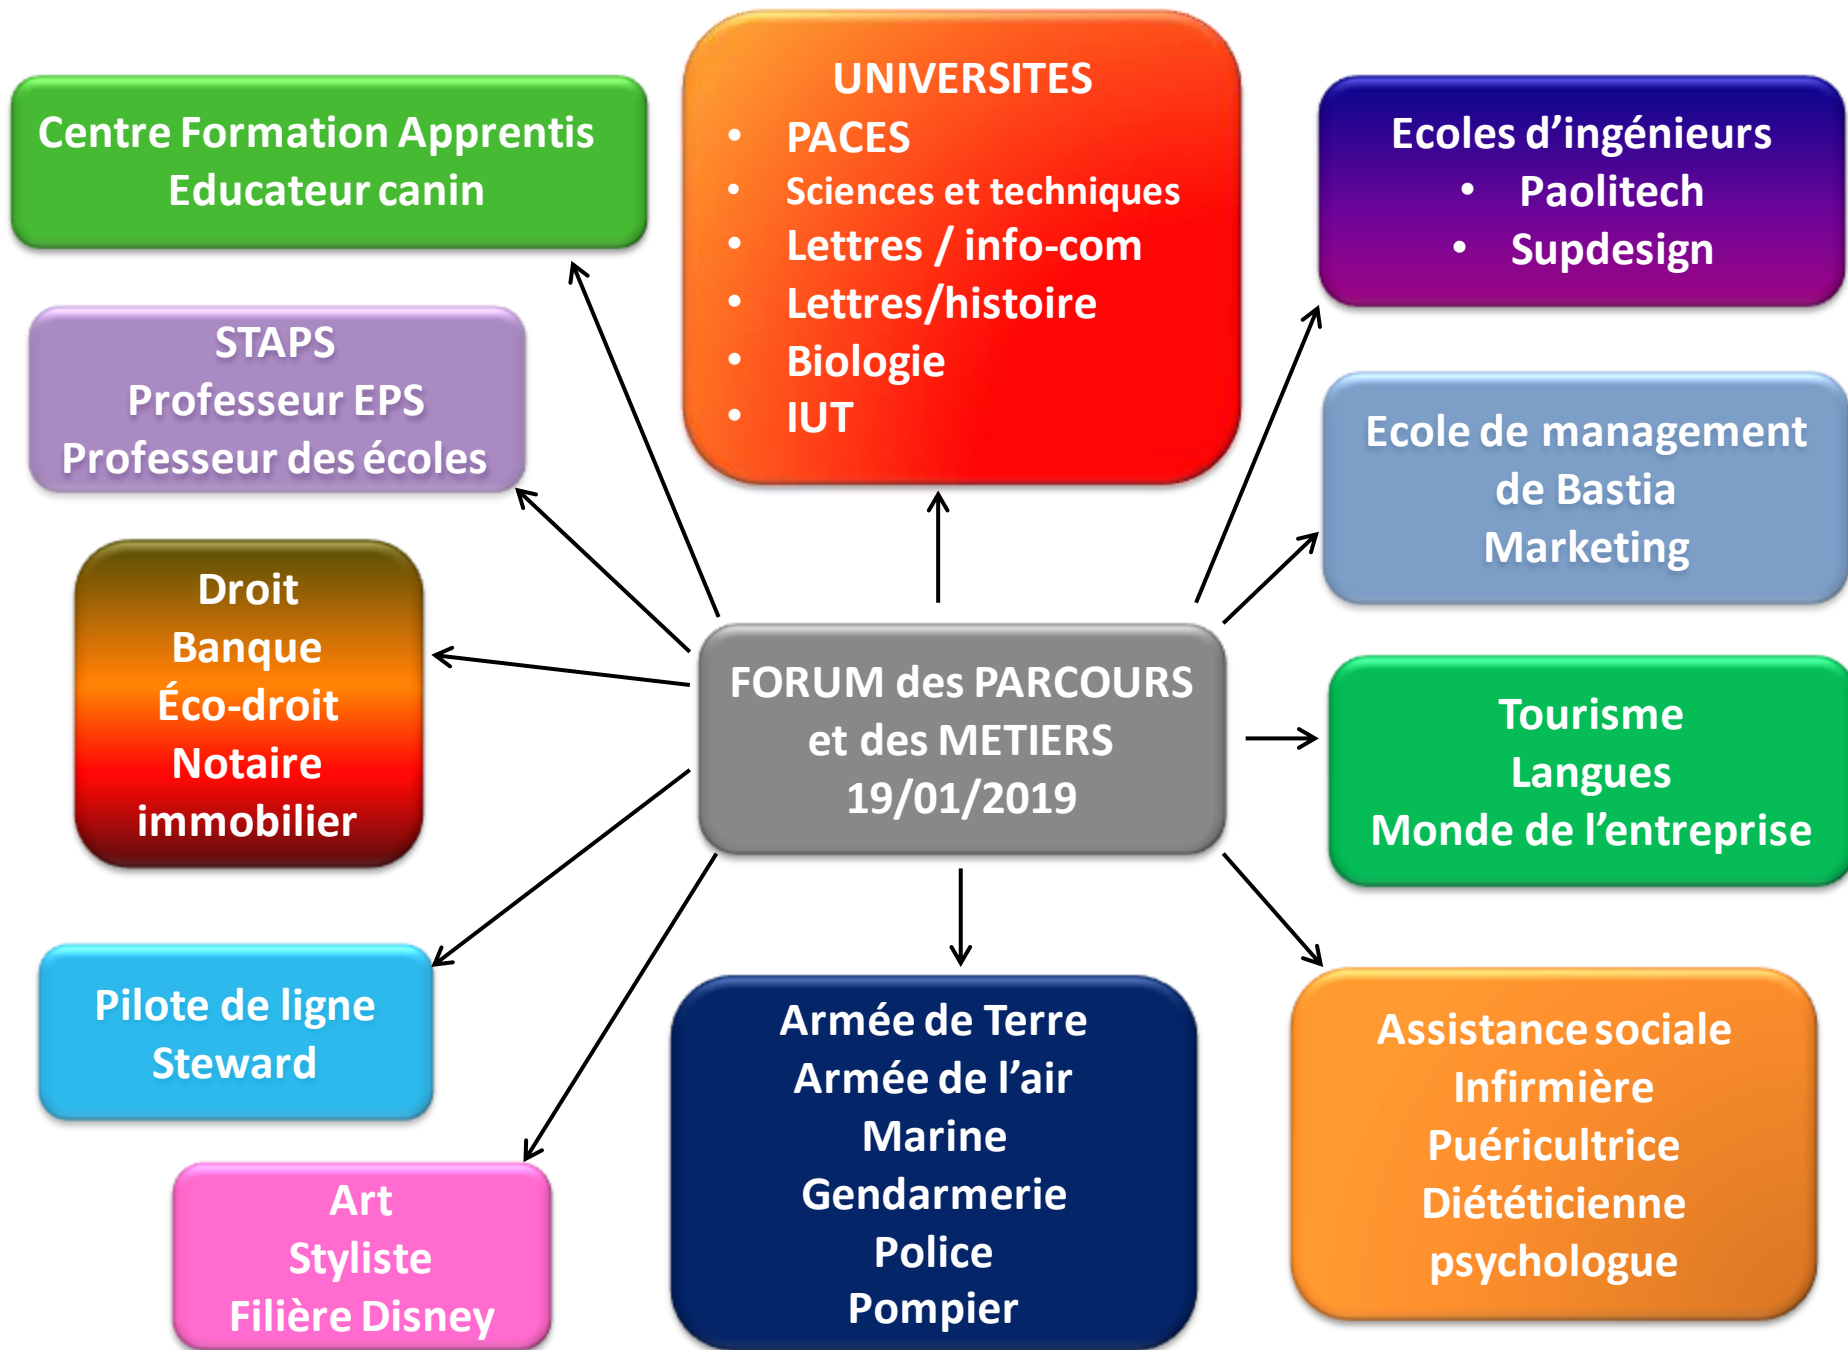 UNIVERSITES
• PACES
• Sciences et techniques
• Lettres / info-com
• Lettres/histoire
• Biologie
• IUT
Centre Formation Apprentis
Educateur canin
Ecoles d’ingénieurs
• Paolitech
• Supdesign
STAPS
Professeur EPS
Professeur des écoles
Ecole de management
de Bastia
Marketing
Droit
Banque
Éco-droit
Notaire
immobilier
FORUM des PARCOURS
et des METIERS
19/01/2019
Tourisme
Langues
Monde de l’entreprise
Pilote de ligne
Steward
Armée de Terre
Armée de l’air
Marine
Gendarmerie
Police
Pompier
Assistance sociale
Infirmière
Puéricultrice
Diététicienne
psychologue
Art
Styliste
Filière Disney